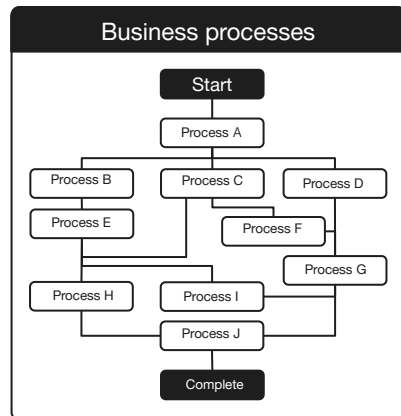 Business processes
Start
Process A
Process B
Process C
Process D
Process E
Process F
Process G
Process H
Process I
Process J
Complete